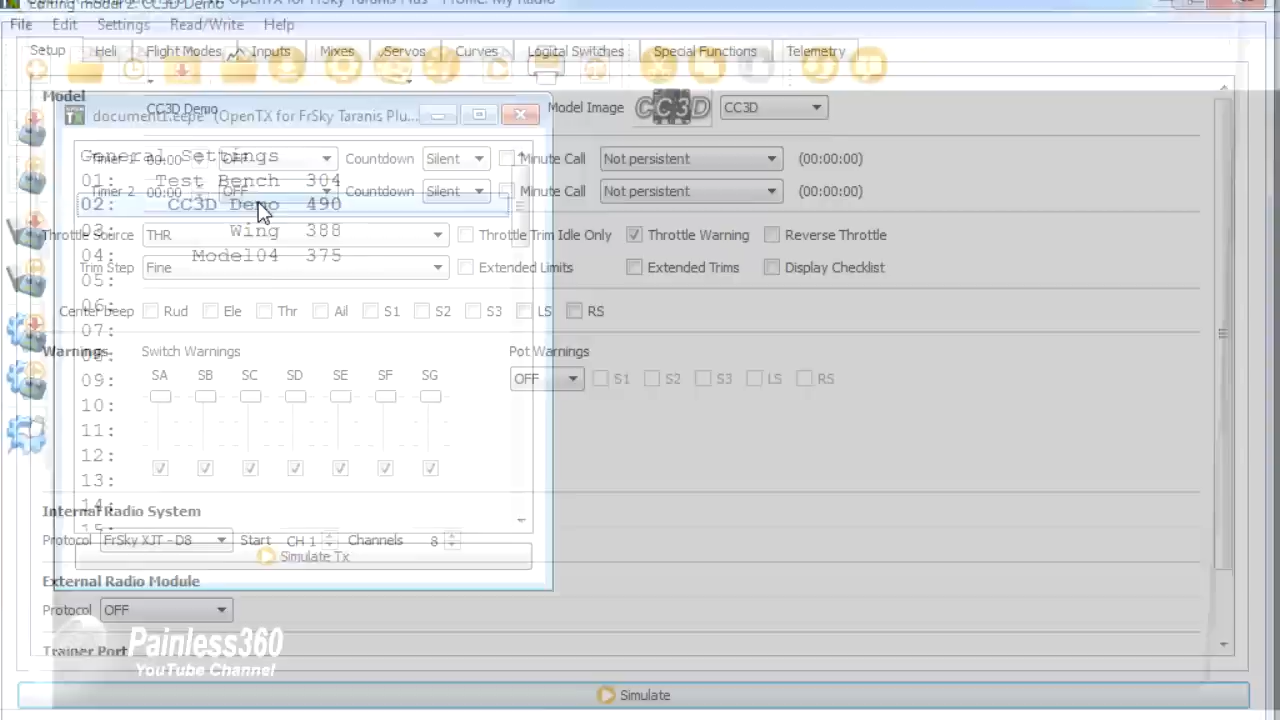 editing model 2: CC3D Demo
File Edit Settings Read/Write Help
Setup Heli Flight Modes Inputs Mixes Servos Curves Logical Switches Special Functions Telemetry
Model
CC3D Demo
Model Image CC3D CC3D
document1.eepe* (OpenTX for FrSky Taranis Plu...
General Settings
Timer 1 00:00 OFF Countdown Silent Minute Call Not persistent (00:00:00)
01: Test Bench 304
Timer 2 00:00 OFF Countdown Silent Minute Call Not persistent (00:00:00)
02: CC3D Demo 490
03: Wing 388
Throttle Source THR Throttle Trim Idle Only Throttle Warning Reverse Throttle
04: Model04 375
Trim Step Fine Extended Limits Extended Trims Display Checklist
05:
06:
Center Beep Rud Ele Thr Ail S1 S2 S3 LS RS
07:
08:
Warnings Switch Warnings Pot Warnings
09:
SA SB SC SD SE SF SG
OFF S1 S2 S3 LS RS
10:
11:
12:
13:
14:
Internal Radio System
15:
Protocol FrSky XJT - D8 Start CH 1 Channels 8
Simulate Tx
External Radio Module
Protocol OFF
Trainer Port
Painless360
YouTube Channel
Simulate